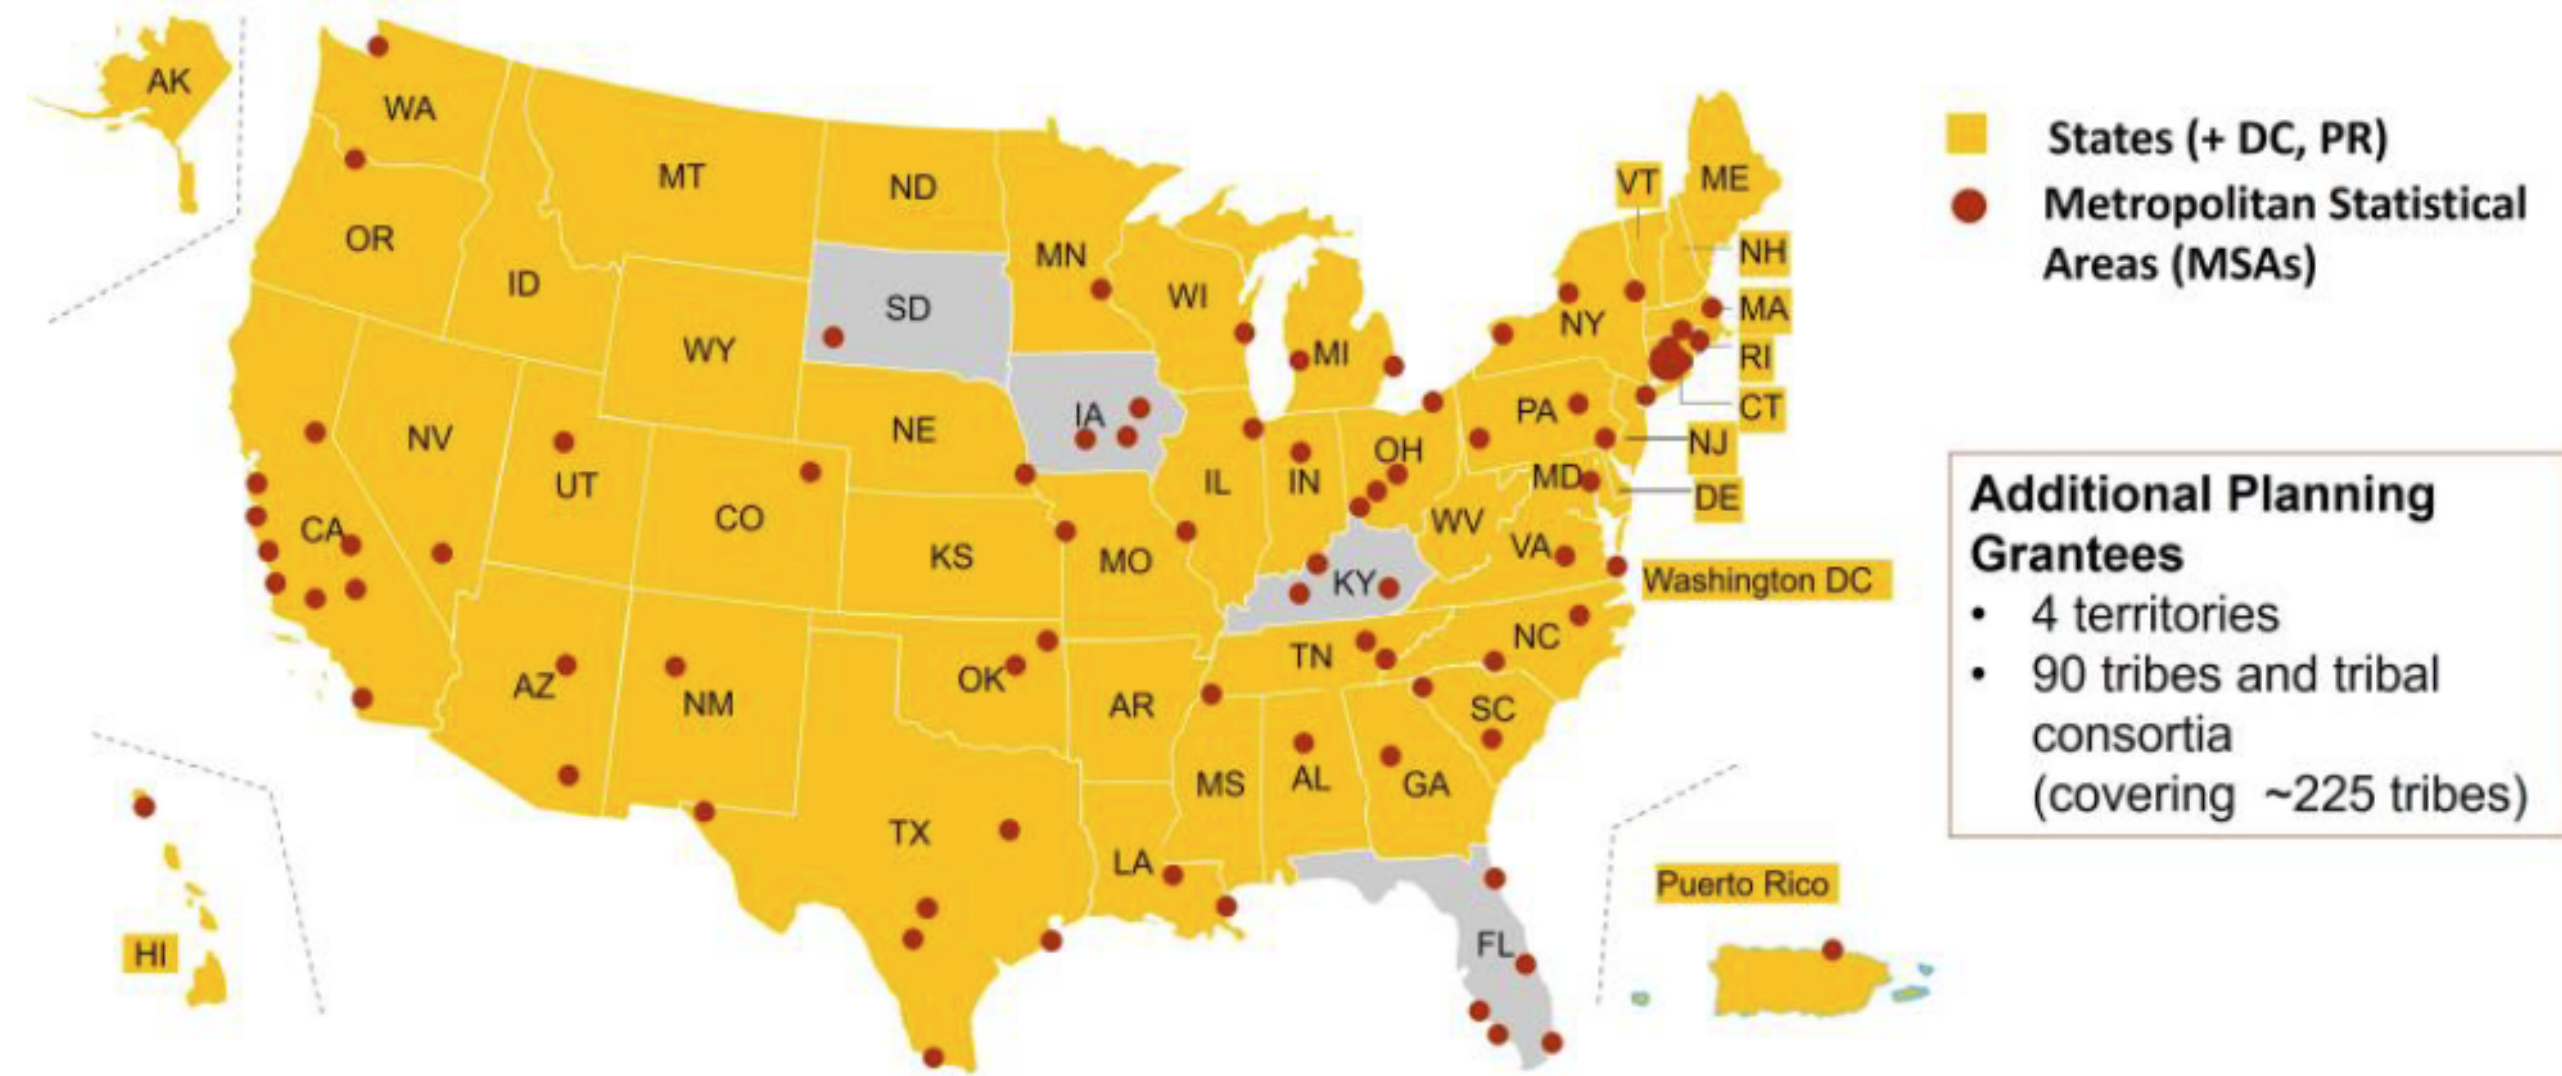 AK
WA
MT
ND
MN
OR
ID
WY
SD
WI
MI
VT
ME
NH
MA
NY
RI
CT
NV
UT
CO
NE
IA
IL
IN
OH
PA
NJ
MD
DE
CA
KS
MO
KY
WV
VA
Washington DC
AZ
NM
OK
AR
TN
NC
SC
TX
LA
MS
AL
GA
FL
HI
Puerto Rico
States (+ DC, PR)
Metropolitan Statistical
Areas (MSAs)
Additional Planning
Grantees
• 4 territories
• 90 tribes and tribal
consortia
(covering ~225 tribes)